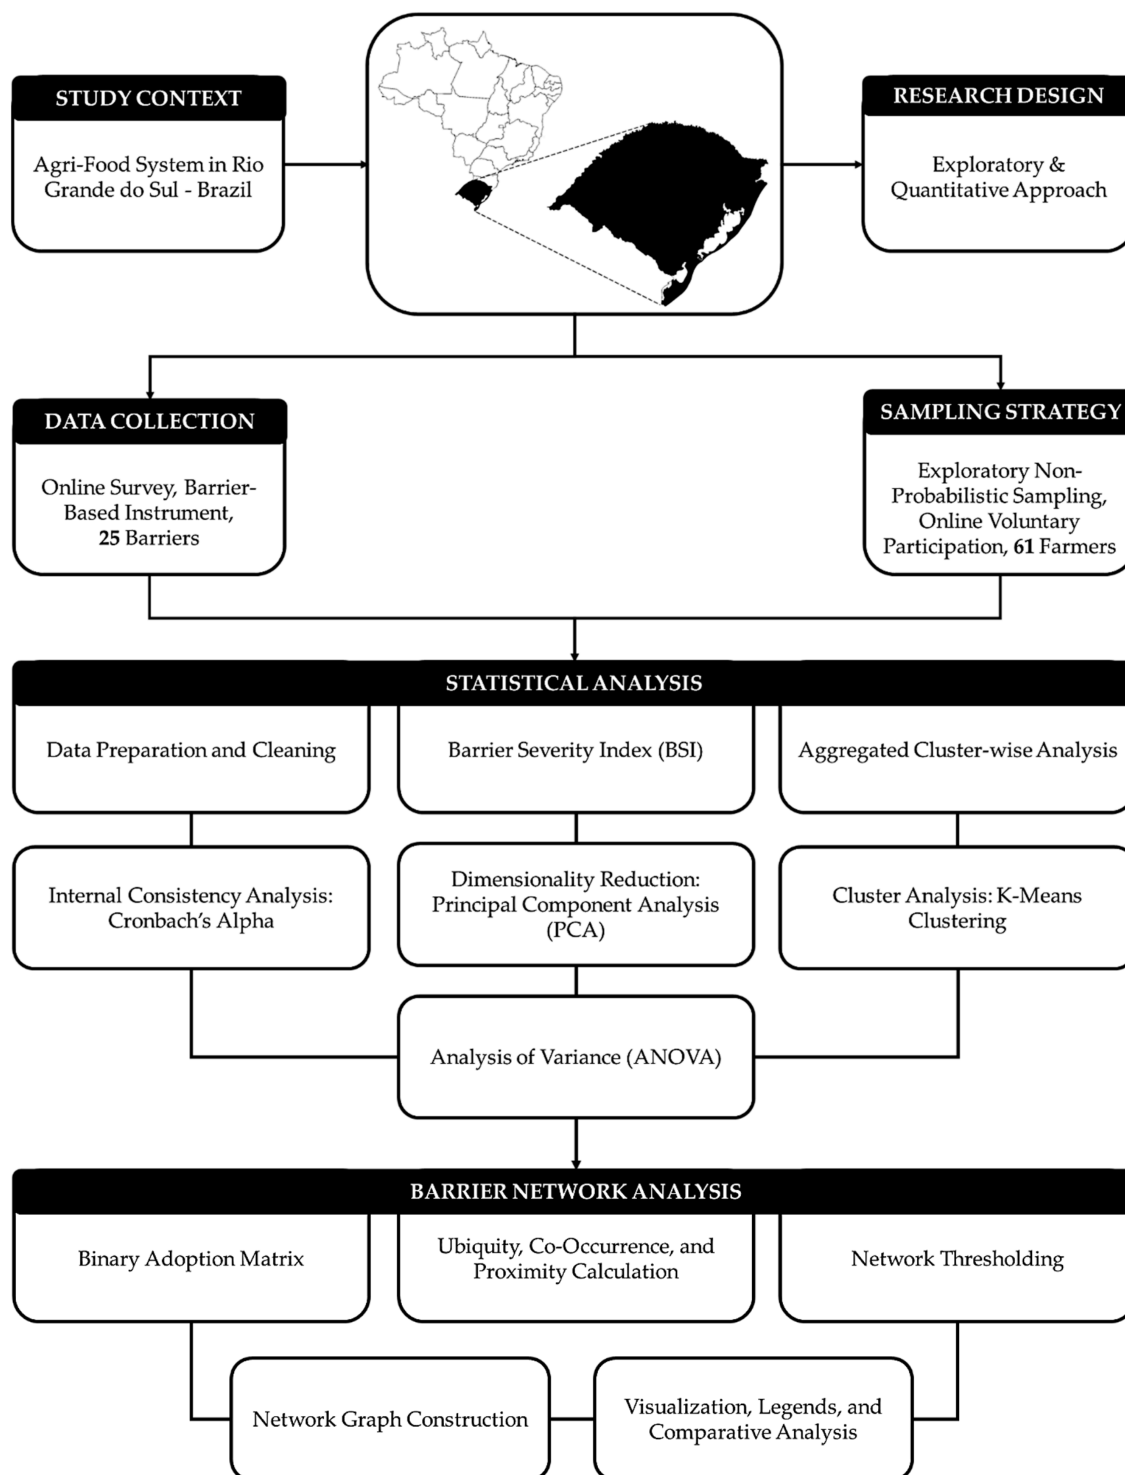 STUDY CONTEXT
Agri-Food System in Rio
Grande do Sul - Brazil
RESEARCH DESIGN
Exploratory &
Quantitative Approach
DATA COLLECTION
Online Survey, Barrier-
Based Instrument,
25 Barriers
SAMPLING STRATEGY
Exploratory Non-
Probabilistic Sampling,
Online Voluntary
Participation, 61 Farmers
STATISTICAL ANALYSIS
Data Preparation and Cleaning
Barrier Severity Index (BSI)
Aggregated Cluster-wise Analysis
Internal Consistency Analysis:
Cronbach's Alpha
Dimensionality Reduction:
Principal Component Analysis
(PCA)
Cluster Analysis: K-Means
Clustering
Analysis of Variance (ANOVA)
BARRIER NETWORK ANALYSIS
Binary Adoption Matrix
Ubiquity, Co-Occurrence, and
Proximity Calculation
Network Thresholding
Network Graph Construction
Visualization, Legends, and
Comparative Analysis